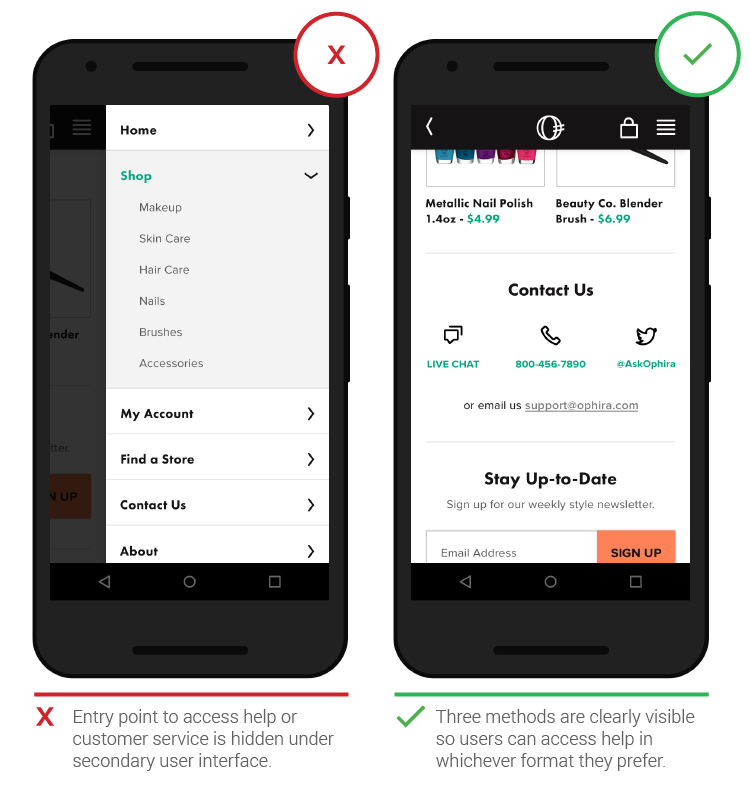 X
Home
Shop
Makeup
Skin Care
Hair Care
Nails
Brushes
Accessories
My Account
Find a Store
Contact Us
About
ender
tter.
N UP
Metallic Nail Polish
1.4oz - $4.99
Beauty Co. Blender
Brush - $6.99
Contact Us
LIVE CHAT
800-456-7890
@AskOphira
or email us support@ophira.com
Stay Up-to-Date
Sign up for our weekly style newsletter.
Email Address
SIGN UP
X Entry point to access help or
customer service is hidden under
secondary user interface.
Three methods are clearly visible
so users can access help in
whichever format they prefer.